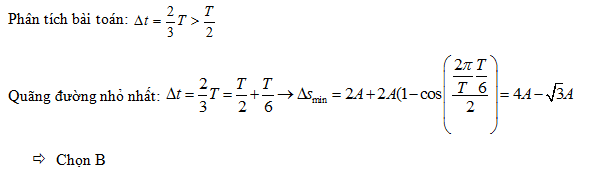 Phân tích bài toán: Δt = 2/3 T > T/2
Quãng đường nhỏ nhất: Δt = 2/3 T = T/2 + T/6 → Δs_min = 2A + 2A(1 − cos(((2π/T)(T/6))/2) = 4A − √3A
⇨ Chọn B